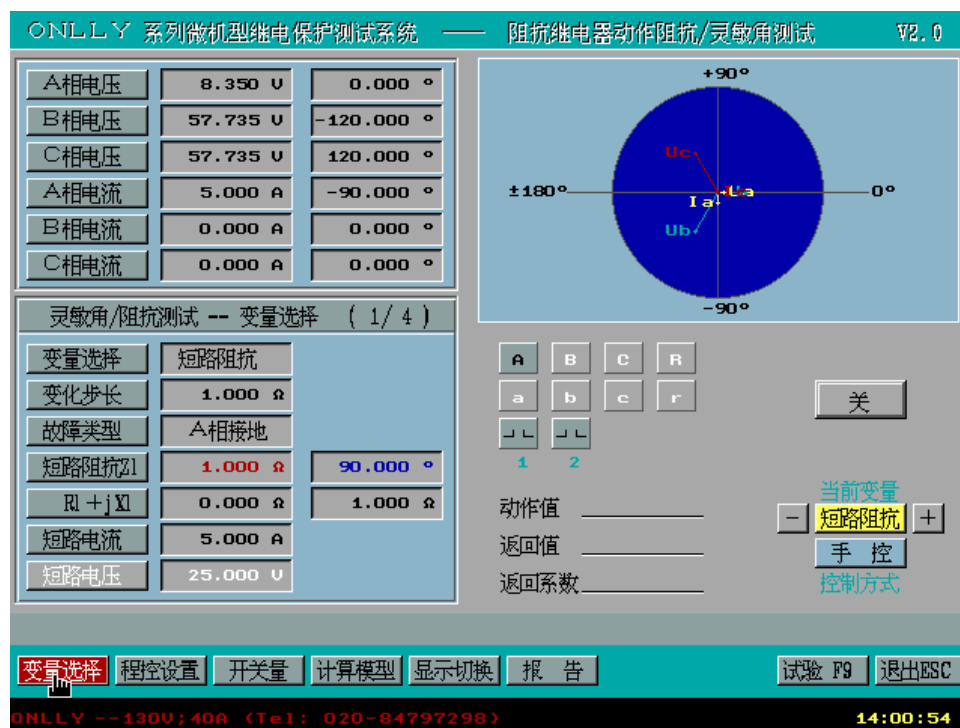 ONLLY 系列微机型继电保护测试系统 —— 阻抗继电器动作阻抗/灵敏角测试 V2.0
A相电压 8.350 V 0.000 °
B相电压 57.735 V -120.000 °
C相电压 57.735 V 120.000 °
A相电流 5.000 A -90.000 °
B相电流 0.000 A 0.000 °
C相电流 0.000 A 0.000 °
+90°
Uc
±180° Ua 0°
Ia
Ub
-90°
灵敏角/阻抗测试 -- 变量选择 ( 1/ 4 )
变量选择 短路阻抗
变化步长 1.000 Ω
故障类型 A相接地
短路阻抗Zl 1.000 Ω 90.000 °
Rl+jXl 0.000 Ω 1.000 Ω
短路电流 5.000 A
短路电压 25.000 V
A B C R
a b c r
1 2
关
动作值
返回值
返回系数
当前变量
- 短路阻抗 +
手 控
控制方式
变量选择 程控设置 开关量 计算模型 显示切换 报 告 试验 F9 退出ESC
ONLLY --130V;40A (Tel: 020-84797298) 14:00:54